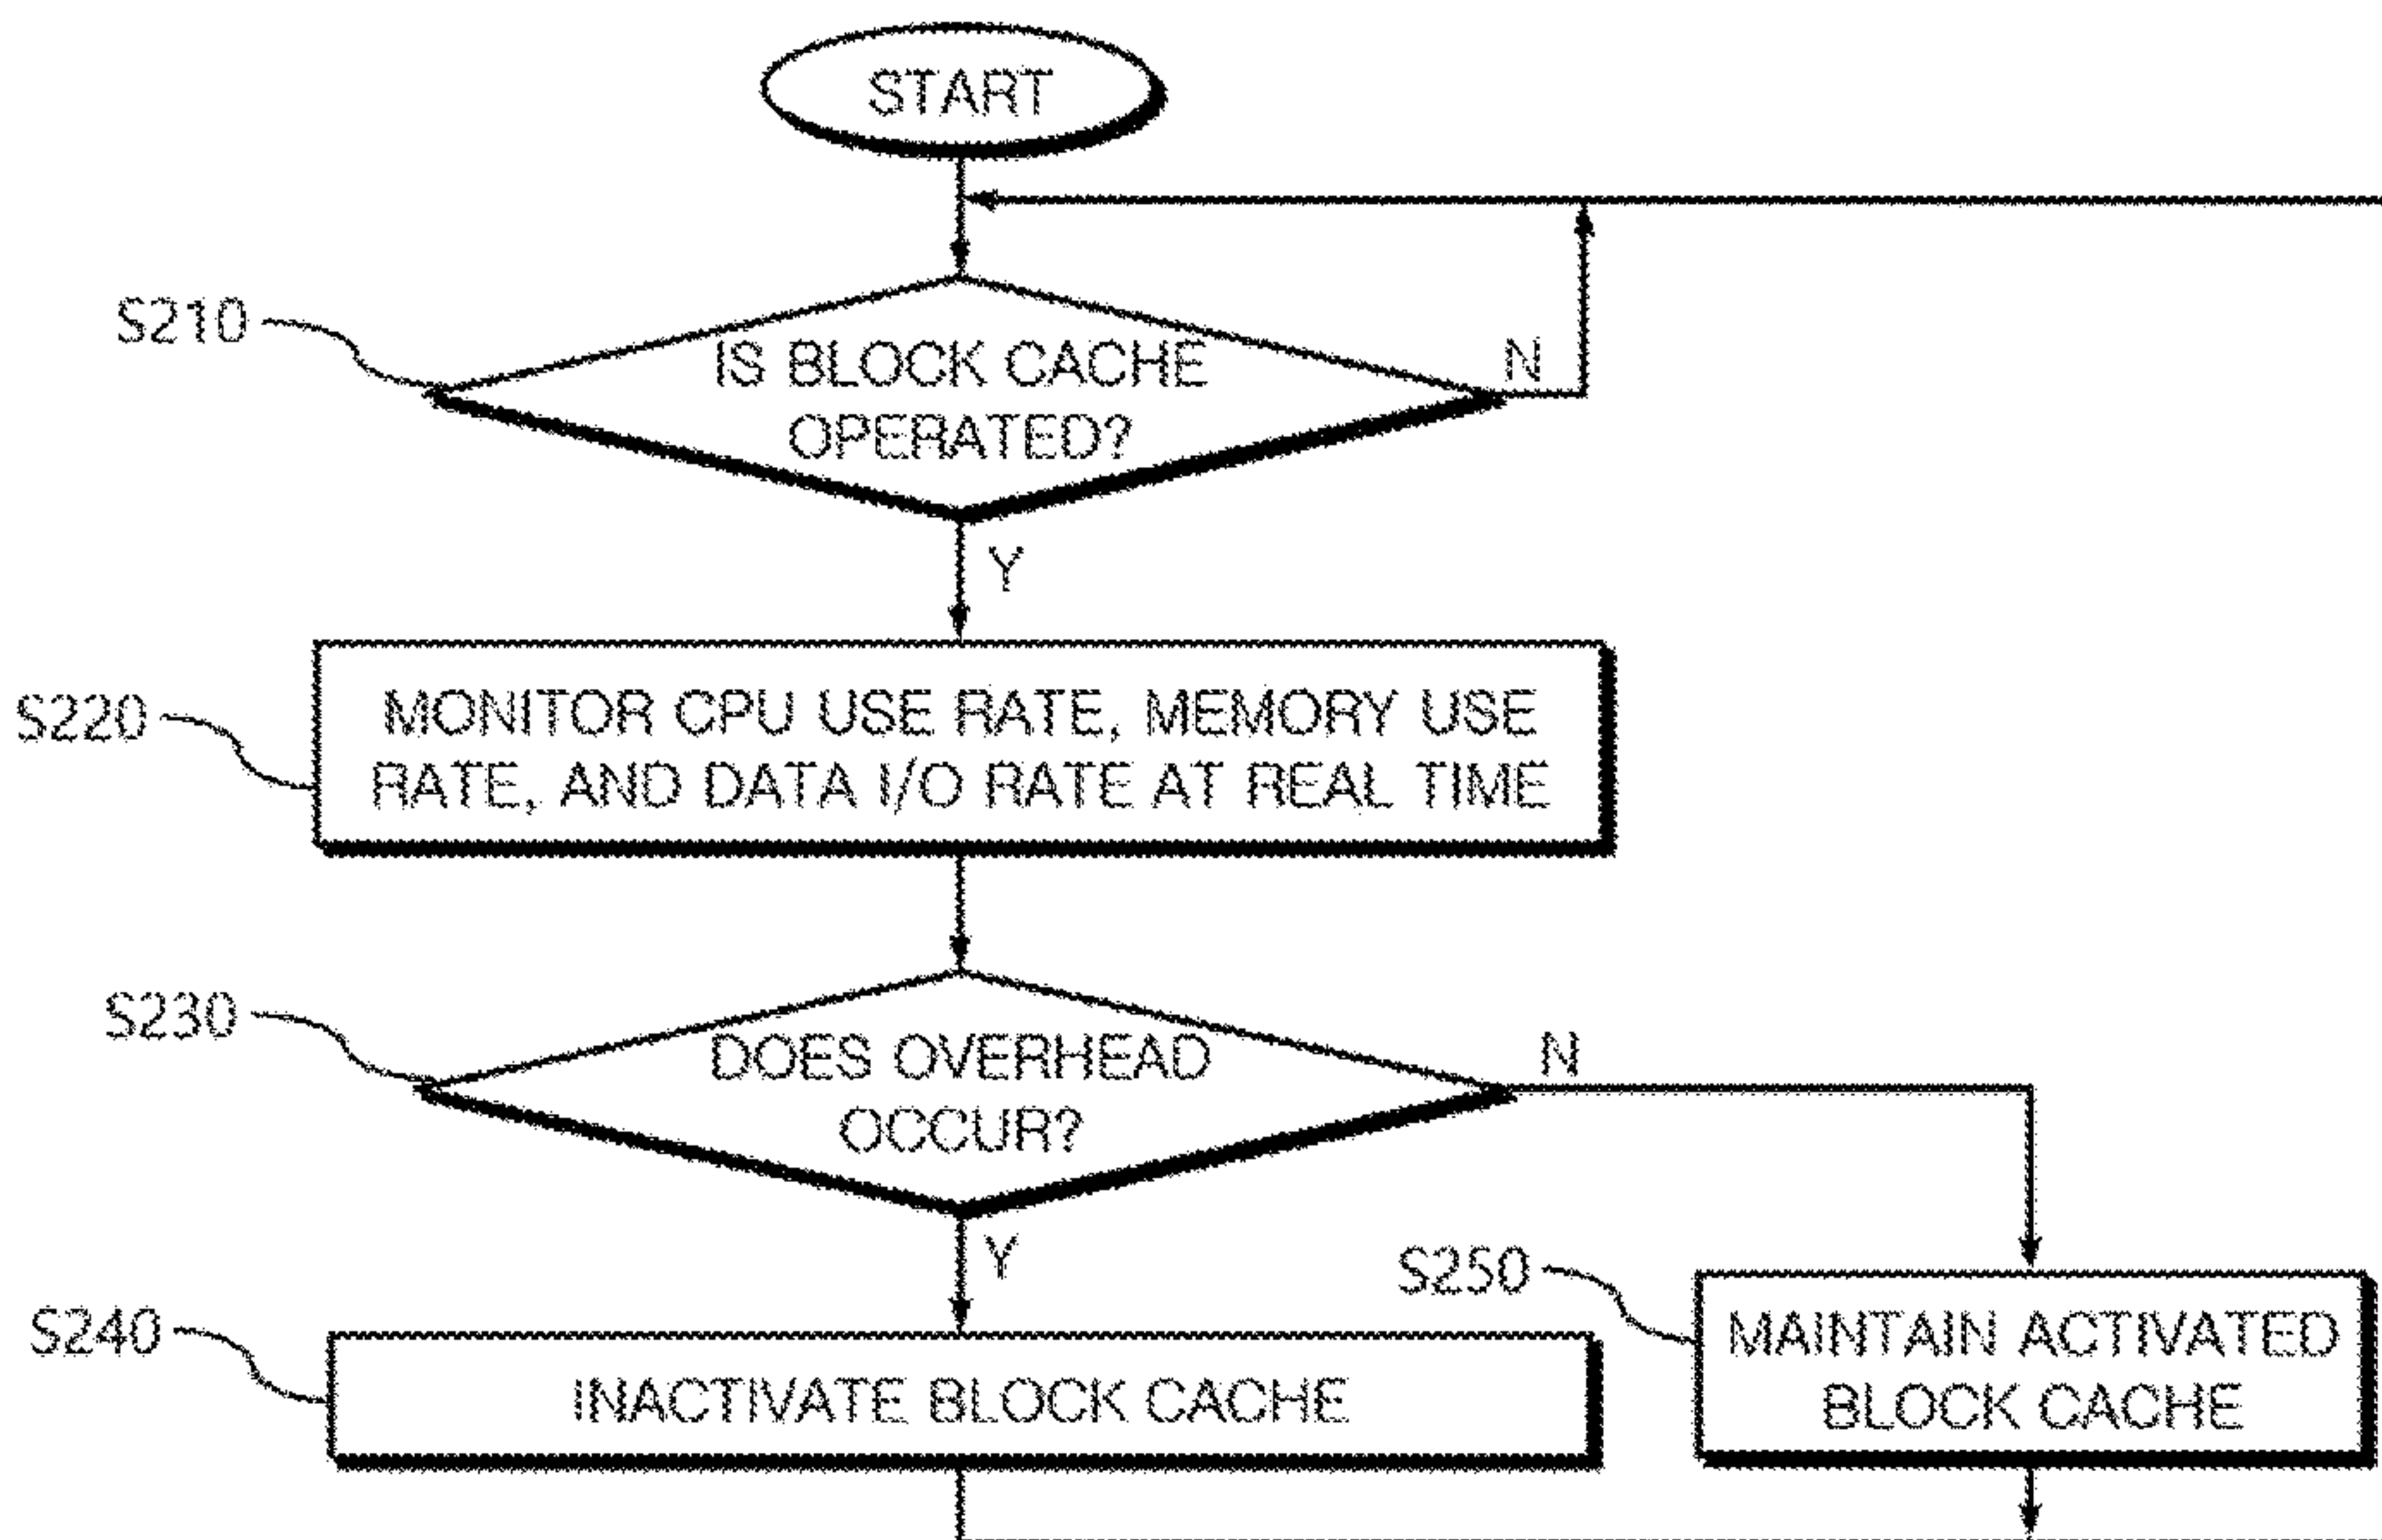 START
S210
IS BLOCK CACHE
OPERATED?
N
Y
S220
MONITOR CPU USE RATE, MEMORY USE
RATE, AND DATA I/O RATE AT REAL TIME
S230
DOES OVERHEAD
OCCUR?
N
Y
S240
INACTIVATE BLOCK CACHE
S250
MAINTAIN ACTIVATED
BLOCK CACHE